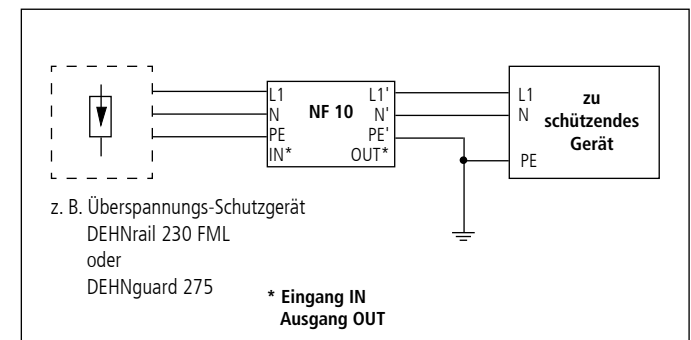 L1 L1' L1 zu
N NF 10 N' N schützendes
PE PE' Gerät
IN* OUT* PE
z. B. Überspannungs-Schutzgerät
DEHNrail 230 FML
oder
DEHNguard 275
* Eingang IN
Ausgang OUT